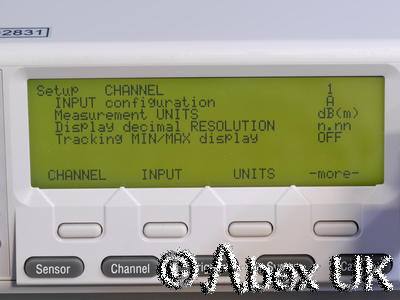 2831
Setup CHANNEL 1
INPUT configuration A
Measurement UNITS dB(m)
Display decimal RESOLUTION n.nn
Tracking MIN/MAX display OFF
CHANNEL INPUT UNITS -more-
Sensor Channel
© Abex UK